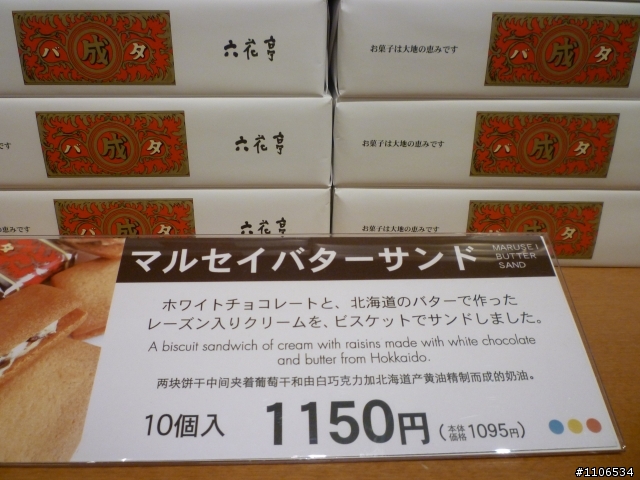 バ 成 タ 六花亭
お菓子は大地の恵みです バ 成 タ
バ 成 タ 六花亭
お菓子は大地の恵みです バ 成 タ
バ 成 タ 六花亭
お菓子は大地の恵みです バ 成 タ
マルセイバターサンド
MARUSEI
BUTTER
SAND
ホワイトチョコレートと、北海道のバターで作った
レーズン入りクリームを、ビスケットでサンドしました。
A biscuit sandwich of cream with raisins made with white chocolate
and butter from Hokkaido.
两块饼干中间夹着葡萄干和由白巧克力加北海道产黄油精制而成的奶油。
10個入 1150円 (本体価格 1095円)
#1106534